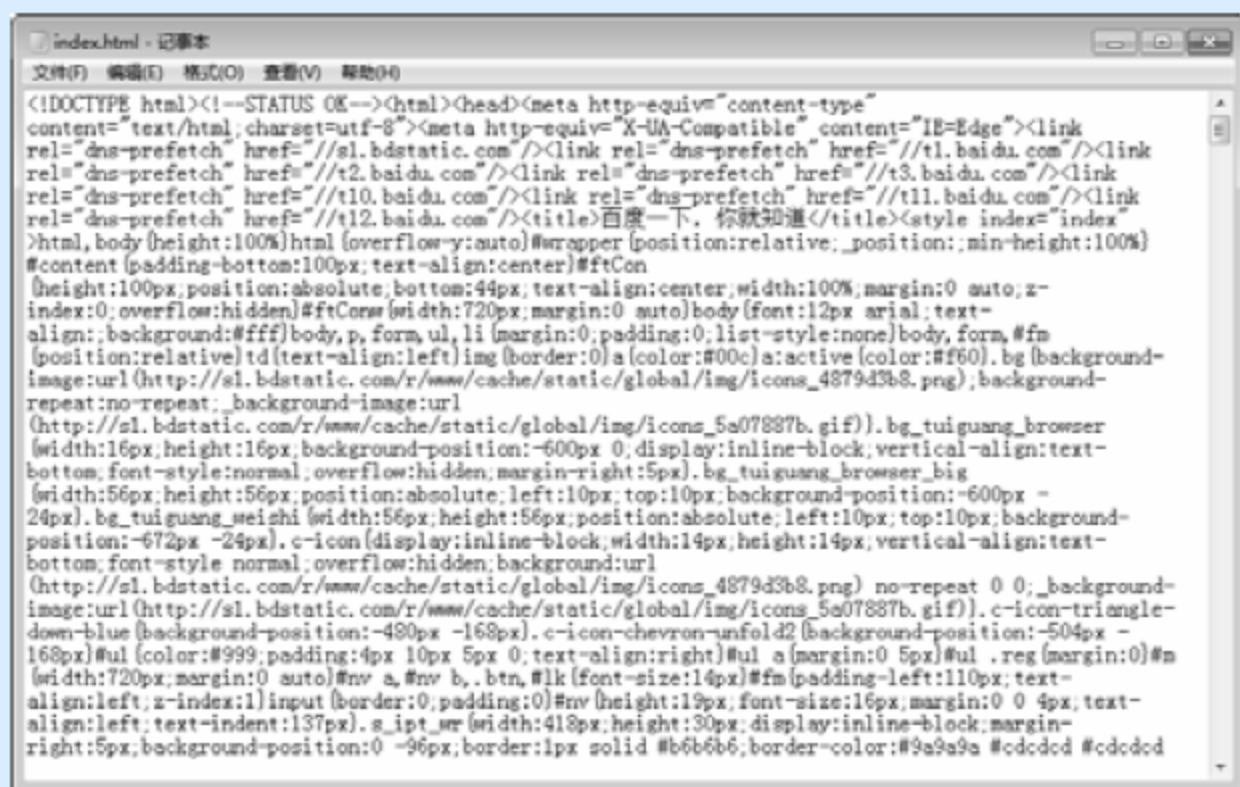 index.html - 记事本
文件(F) 编辑(E) 格式(O) 查看(V) 帮助(H)
<!DOCTYPE html><!--STATUS OK--><html><head><meta http-equiv="content-type"
content="text/html;charset=utf-8"><meta http-equiv="X-UA-Compatible" content="IE=Edge"><link
rel="dns-prefetch" href="//s1.bdstatic.com"/><link rel="dns-prefetch" href="//t1.baidu.com"/><link
rel="dns-prefetch" href="//t2.baidu.com"/><link rel="dns-prefetch" href="//t3.baidu.com"/><link
rel="dns-prefetch" href="//t10.baidu.com"/><link rel="dns-prefetch" href="//t11.baidu.com"/><link
rel="dns-prefetch" href="//t12.baidu.com"/><title>百度一下，你就知道</title><style index="index"
>html,body{height:100%}html{overflow-y:auto}#wrapper{position:relative;_position:;min-height:100%}
#content{padding-bottom:100px;text-align:center}#ftCon
{height:100px;position:absolute;bottom:44px;text-align:center;width:100%;margin:0 auto;z-
index:0;overflow:hidden}#ftConw{width:720px;margin:0 auto}body{font:12px arial;text-
align:;background:#fff}body,p,form,ul,li{margin:0;padding:0;list-style:none}body,form,#fm
{position:relative}td{text-align:left}img{border:0}a{color:#00c}a:active{color:#f60}.bg{background-
image:url(http://s1.bdstatic.com/r/www/cache/static/global/img/icons_4879d3b8.png);background-
repeat:no-repeat;_background-image:url
(http://s1.bdstatic.com/r/www/cache/static/global/img/icons_5a07887b.gif)}.bg_tuiguang_browser
{width:16px;height:16px;background-position:-600px 0;display:inline-block;vertical-align:text-
bottom;font-style:normal;overflow:hidden;margin-right:5px}.bg_tuiguang_browser_big
{width:56px;height:56px;position:absolute;left:10px;top:10px;background-position:-600px -
24px}.bg_tuiguang_weishi{width:56px;height:56px;position:absolute;left:10px;top:10px;background-
position:-672px -24px}.c-icon{display:inline-block;width:14px;height:14px;vertical-align:text-
bottom;font-style normal;overflow:hidden;background:url
(http://s1.bdstatic.com/r/www/cache/static/global/img/icons_4879d3b8.png) no-repeat 0 0;_background-
image:url(http://s1.bdstatic.com/r/www/cache/static/global/img/icons_5a07887b.gif)}.c-icon-triangle-
down-blue{background-position:-480px -168px}.c-icon-chevron-unfold2{background-position:-504px -
168px}#u1{color:#999;padding:4px 10px 5px 0;text-align:right}#u1 a{margin:0 5px}#u1 .reg{margin:0}#m
{width:720px;margin:0 auto}#nv a,#nv b,.btn,#lk{font-size:14px}#fm{padding-left:110px;text-
align:left;z-index:1}input{border:0;padding:0}#nv{height:19px;font-size:16px;margin:0 0 4px;text-
align:left;text-indent:137px}.s_ipt_wr{width:418px;height:30px;display:inline-block;margin-
right:5px;background-position:0 -96px;border:1px solid #b6b6b6;border-color:#9a9a9a #cdcdcd #cdcdcd